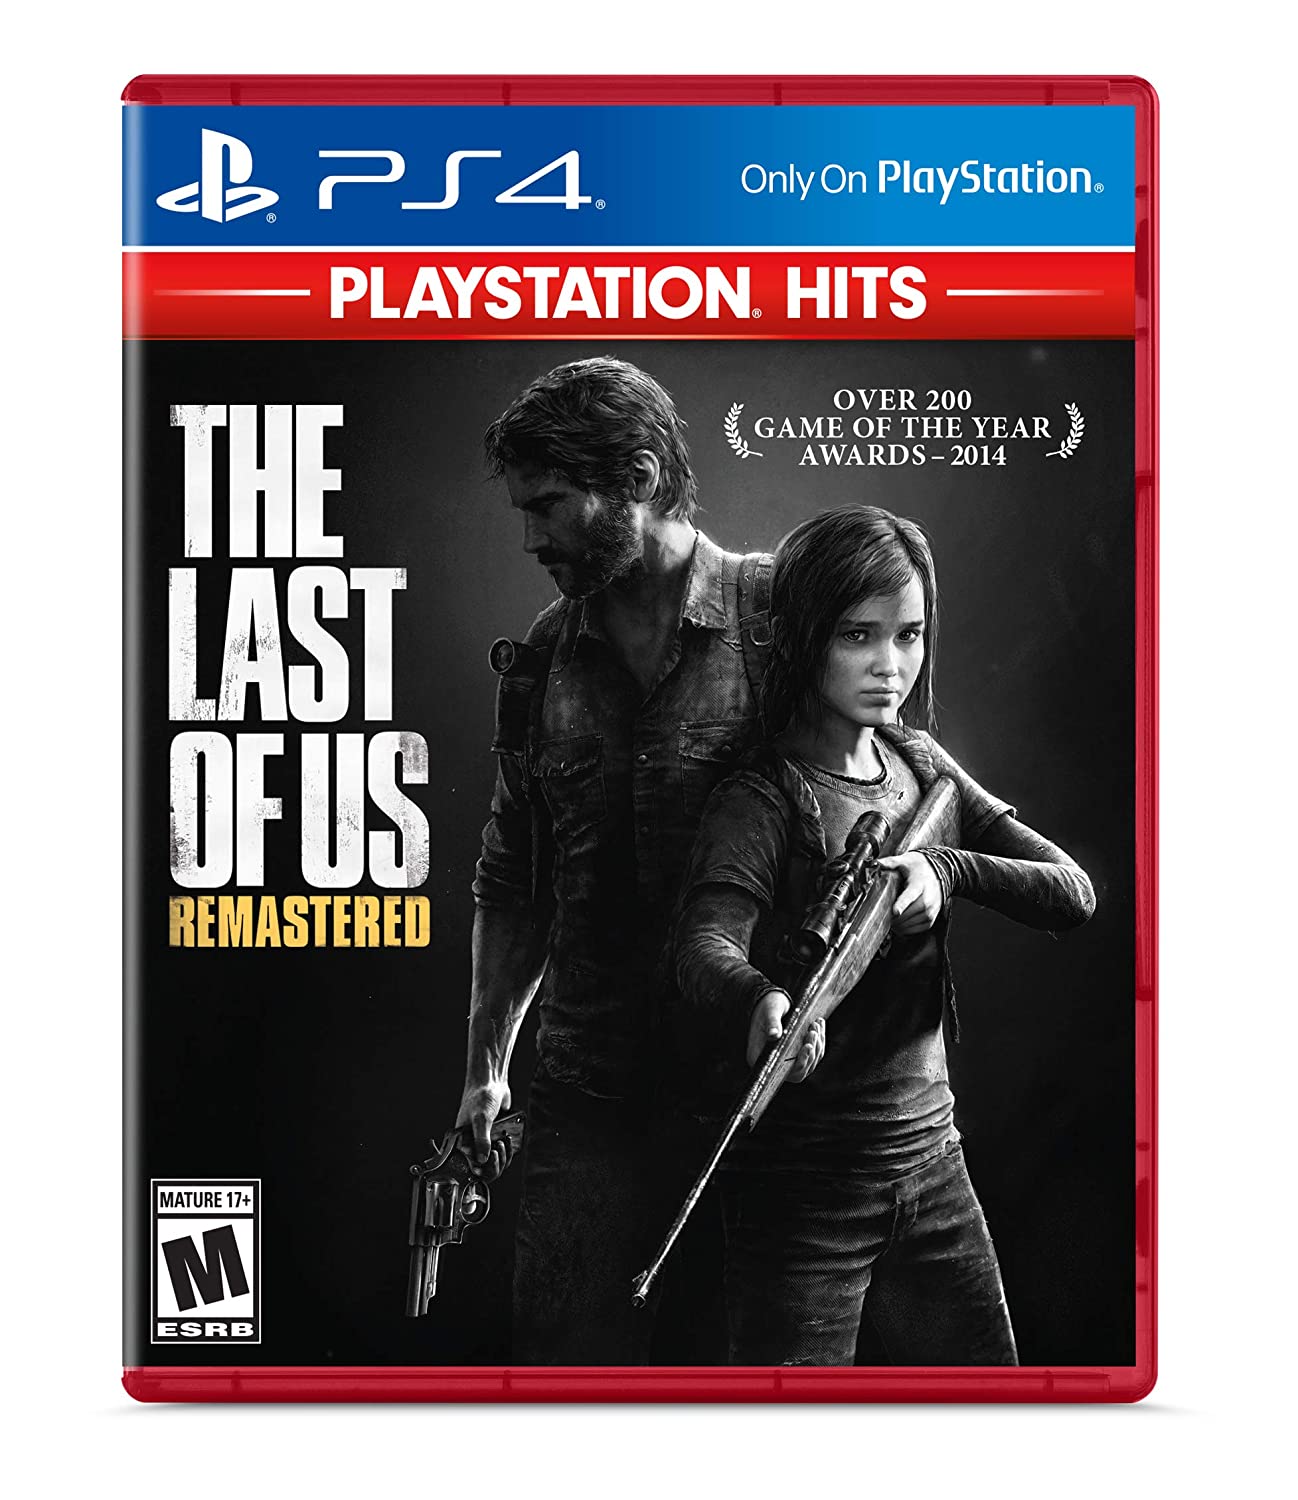 PS4®
Only On PlayStation®
PLAYSTATION® HITS
THE
LAST
OF US
REMASTERED
OVER 200
GAME OF THE YEAR
AWARDS – 2014
MATURE 17+
M
ESRB